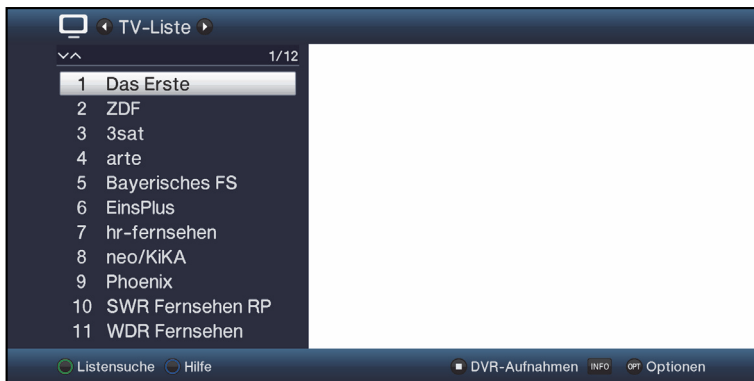 TV-Liste
1/12
1 Das Erste
2 ZDF
3 3sat
4 arte
5 Bayerisches FS
6 EinsPlus
7 hr-fernsehen
8 neo/KiKA
9 Phoenix
10 SWR Fernsehen RP
11 WDR Fernsehen
Listensuche Hilfe DVR-Aufnahmen INFO OPT Optionen